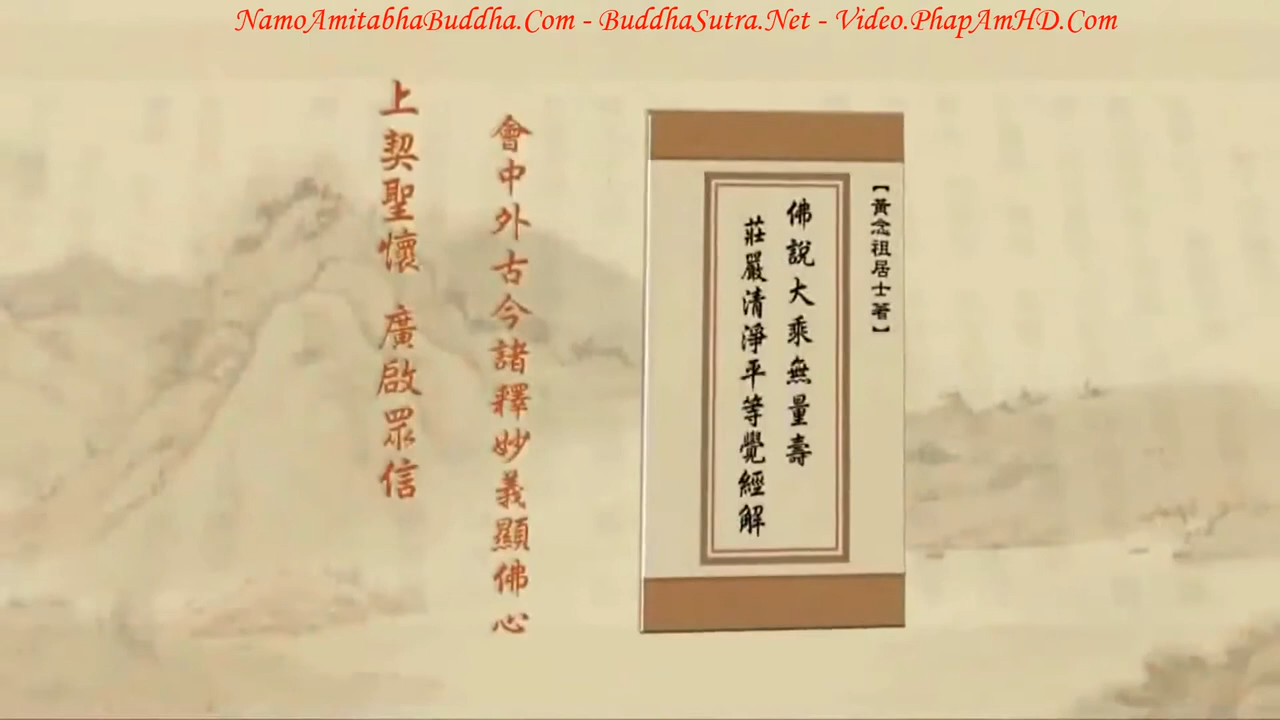 NamoAmitabhaBuddha.Com - BuddhaSutra.Net - Video.PhapAmHD.Com
【黃念祖居士著】
佛說大乘無量壽
莊嚴清淨平等覺經解
會中外古今諸釋妙義顯佛心
上契聖懷 廣啟眾信